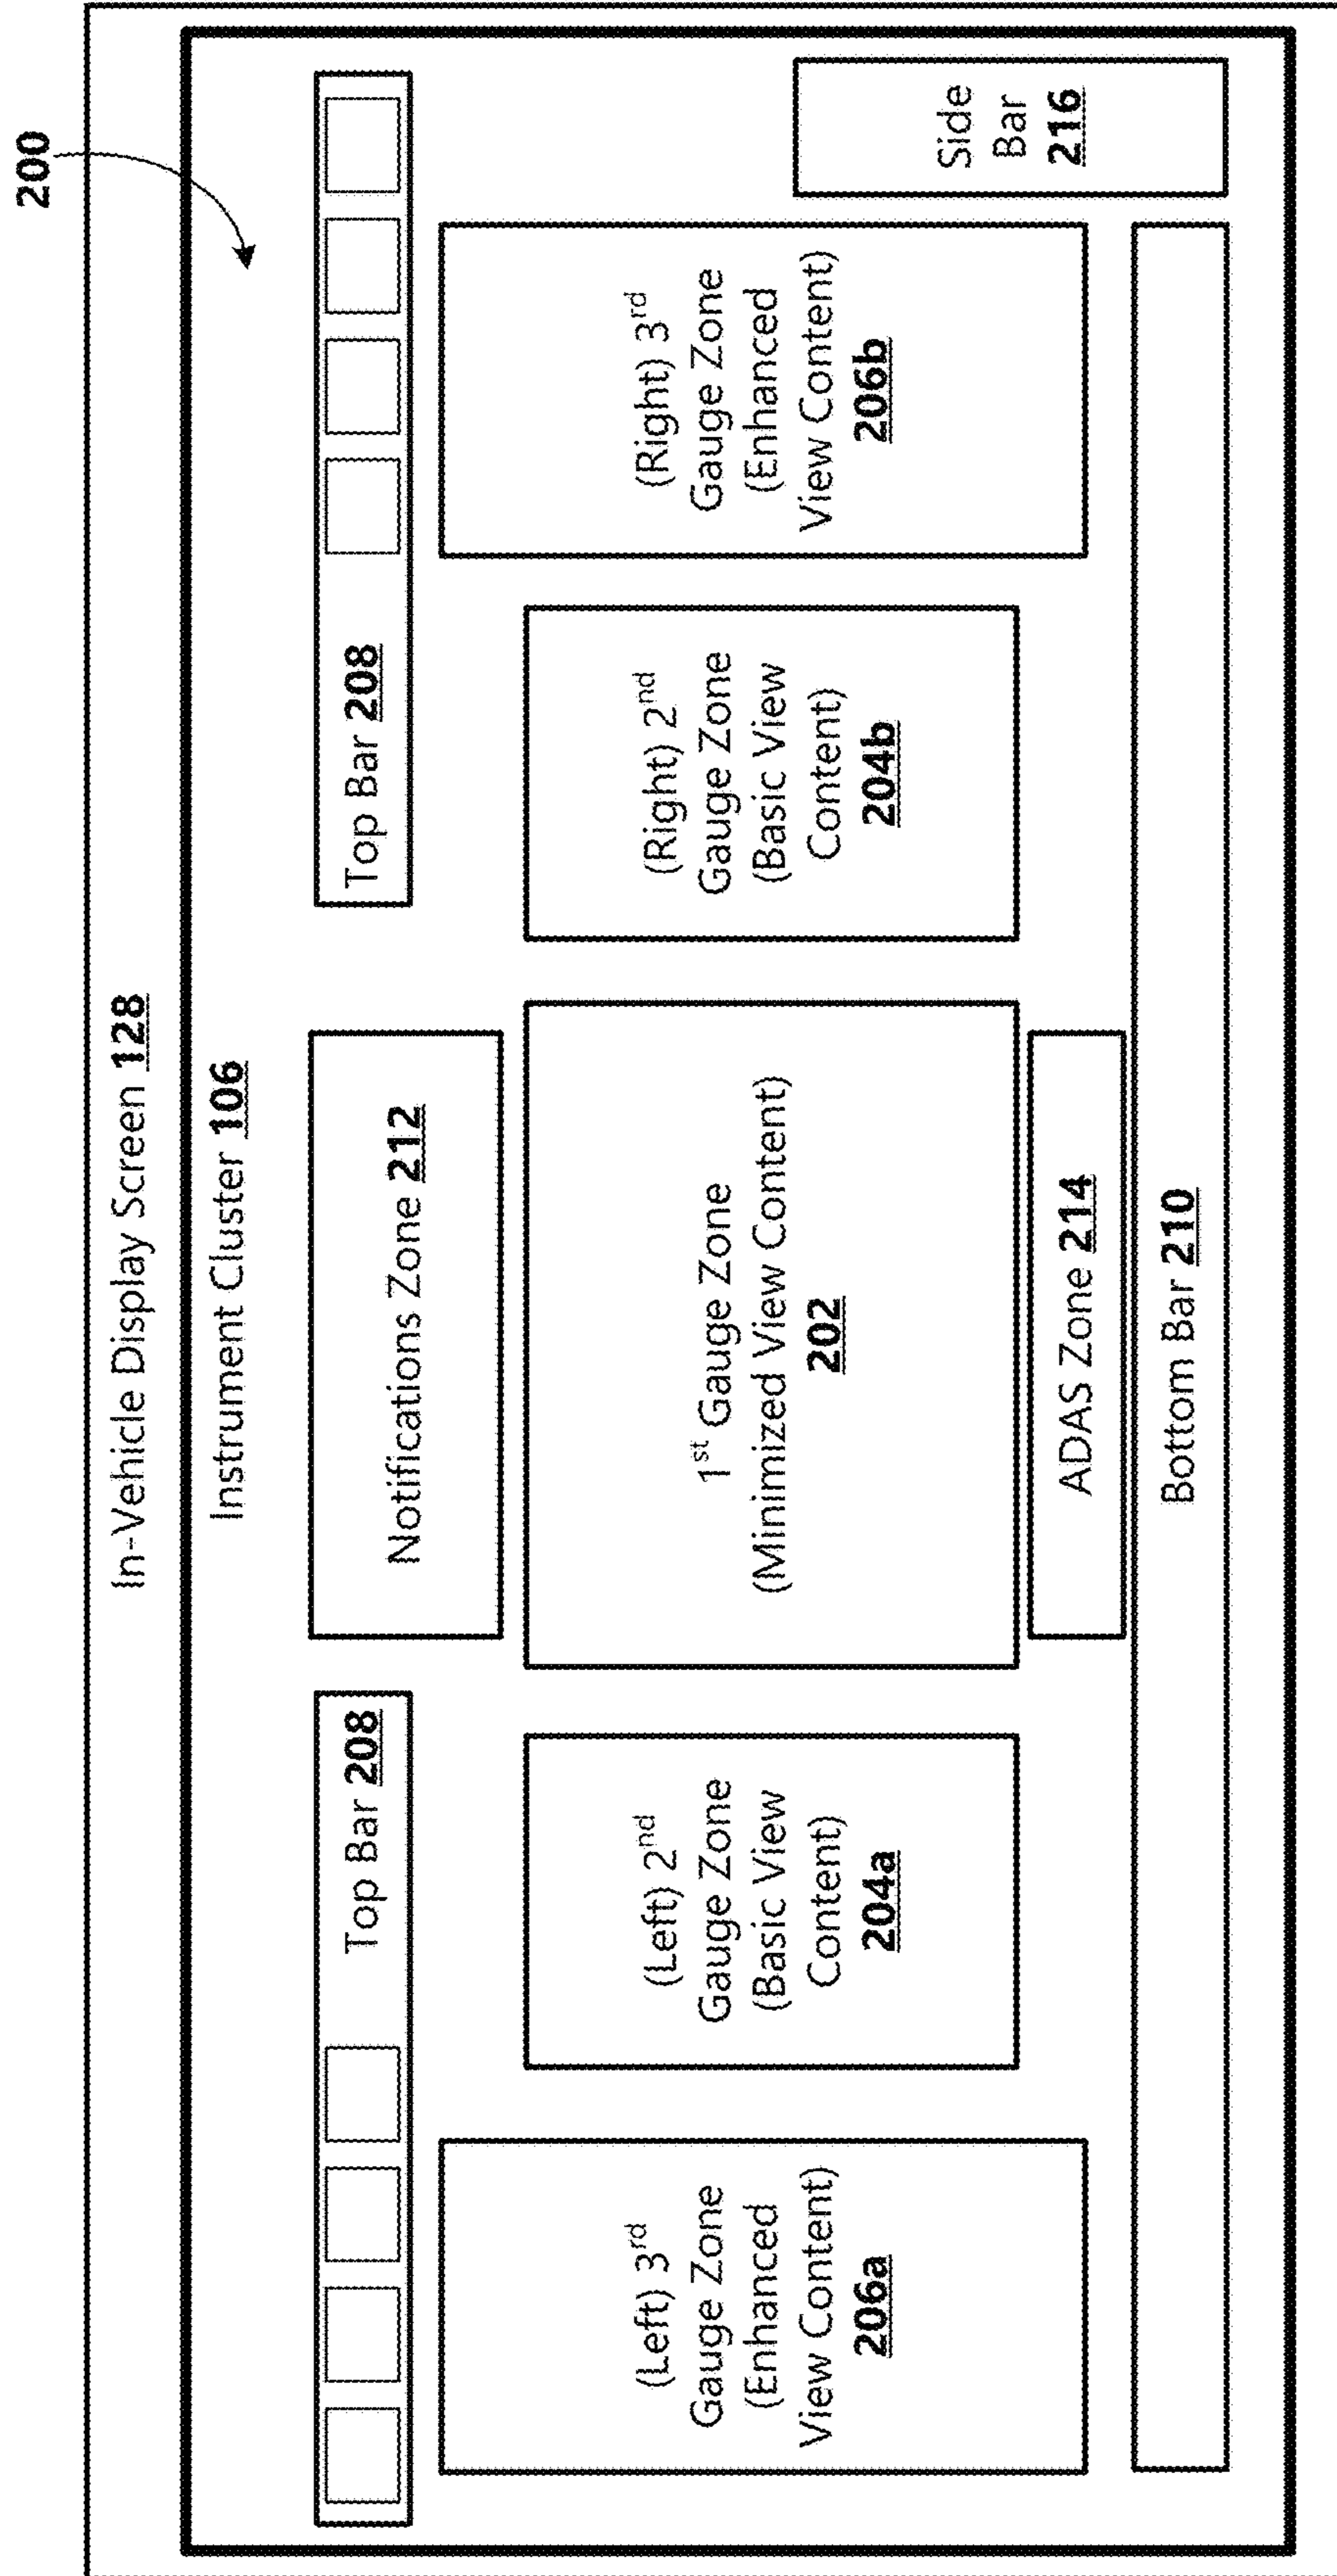 200
In-Vehicle Display Screen 128
Instrument Cluster 106
Top Bar 208
Notifications Zone 212
Top Bar 208
(Left) 3rd
Gauge Zone
(Enhanced
View Content)
206a
(Left) 2nd
Gauge Zone
(Basic View
Content)
204a
1st Gauge Zone
(Minimized View Content)
202
(Right) 2nd
Gauge Zone
(Basic View
Content)
204b
(Right) 3rd
Gauge Zone
(Enhanced
View Content)
206b
Side
Bar
216
ADAS Zone 214
Bottom Bar 210